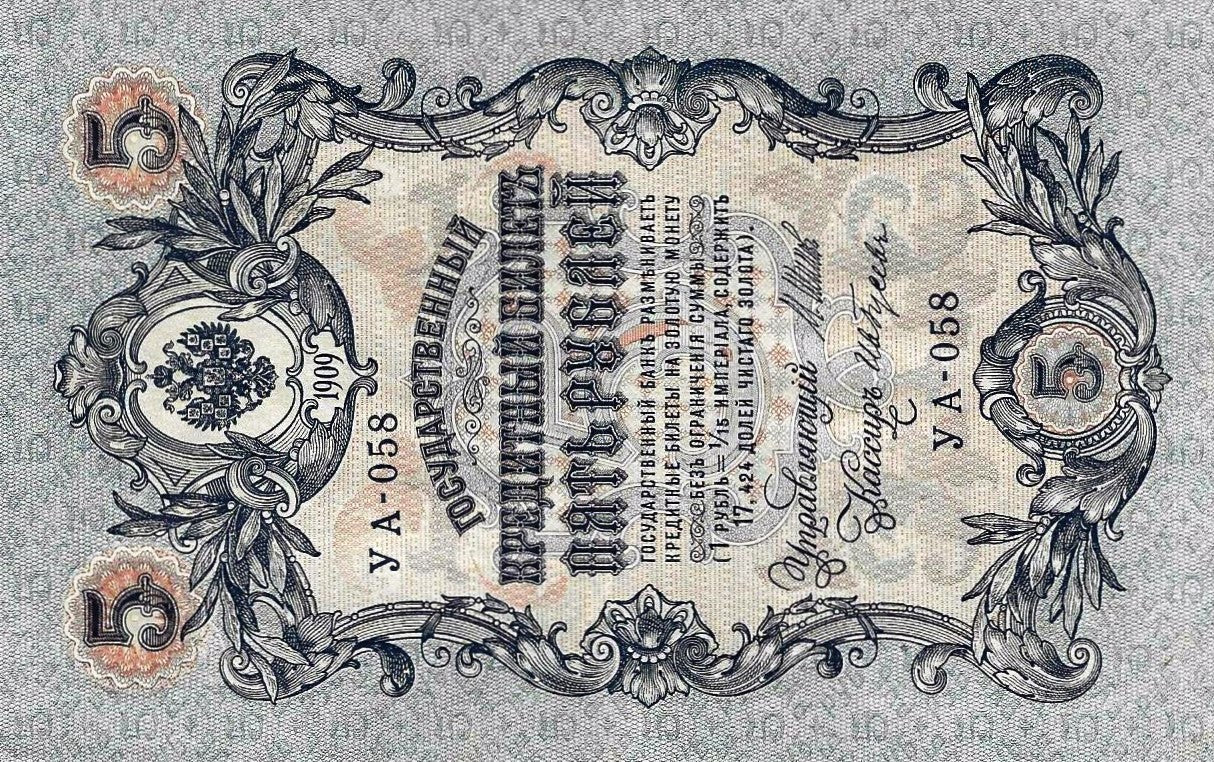 5 5
1909
УА-058
ГОСУДАРСТВЕННЫЙ
КРЕДИТНЫЙ БИЛЕТЪ
ПЯТЬ РУБЛЕЙ
ГОСУДАРСТВЕННЫЙ БАНКЪ РАЗМѢНИВАЕТЪ
КРЕДИТНЫЕ БИЛЕТЫ НА ЗОЛОТУЮ МОНЕТУ
БЕЗЪ ОГРАНИЧЕНІЯ СУММЫ
(1 РУБЛЬ = 1/15 ИМПЕРІАЛА, СОДЕРЖИТЪ
17,424 ДОЛЕЙ ЧИСТАГО ЗОЛОТА).
Управляющій
Кассиръ
УА-058
5